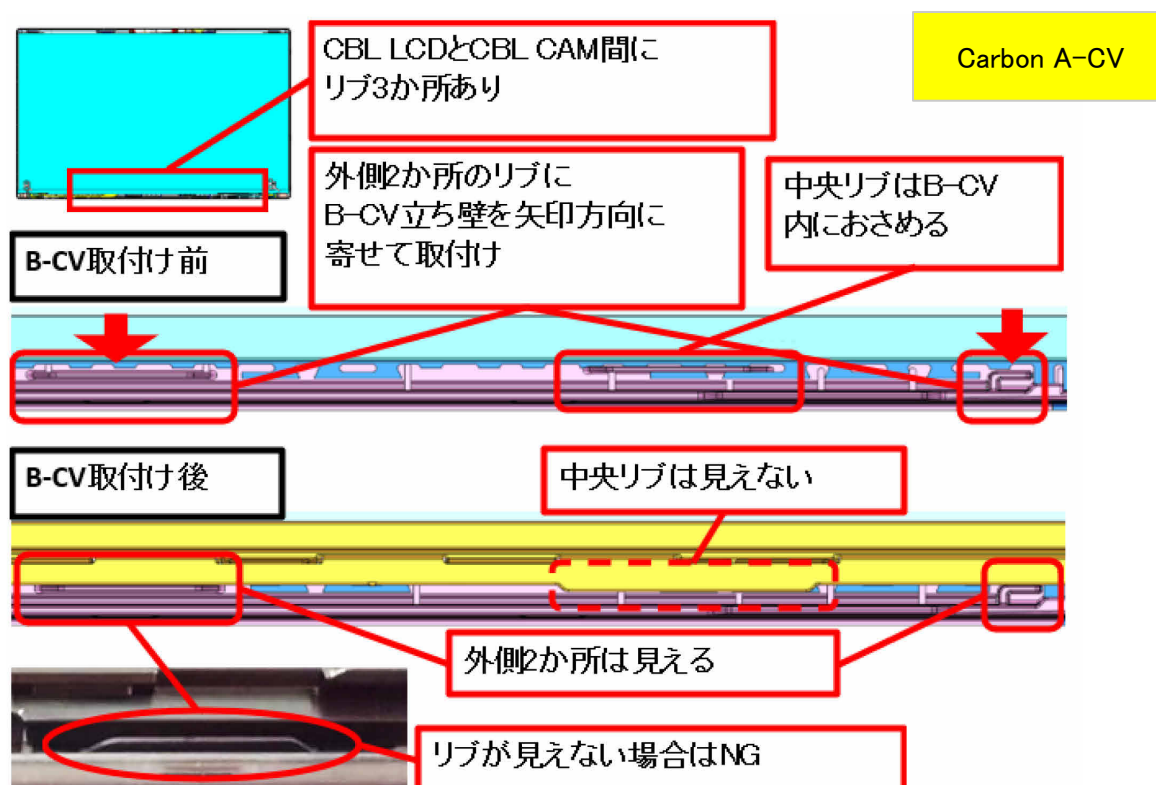 CBL LCDとCBL CAM間に
リブ3か所あり
Carbon A-CV
外側2か所のリブに
B-CV立ち壁を矢印方向に
寄せて取付け
中央リブはB-CV
内におさめる
B-CV取付け前
B-CV取付け後
中央リブは見えない
外側2か所は見える
リブが見えない場合はNG